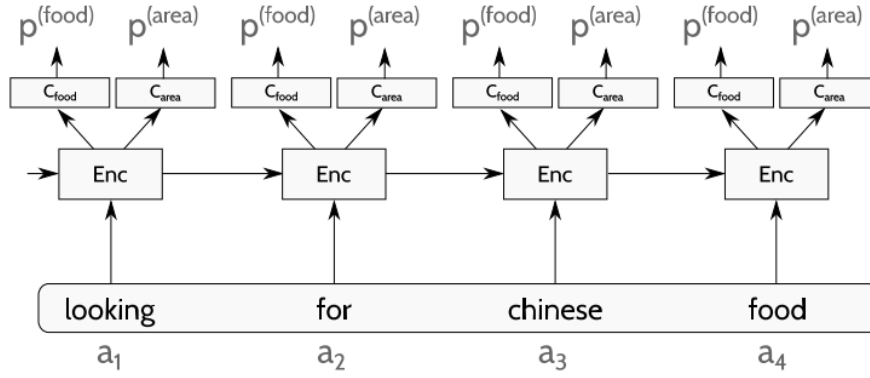 p(food) p(area) p(food) p(area) p(food) p(area) p(food) p(area)
Cfood Carea Cfood Carea Cfood Carea Cfood Carea
Enc Enc Enc Enc
looking for chinese food
a1 a2 a3 a4